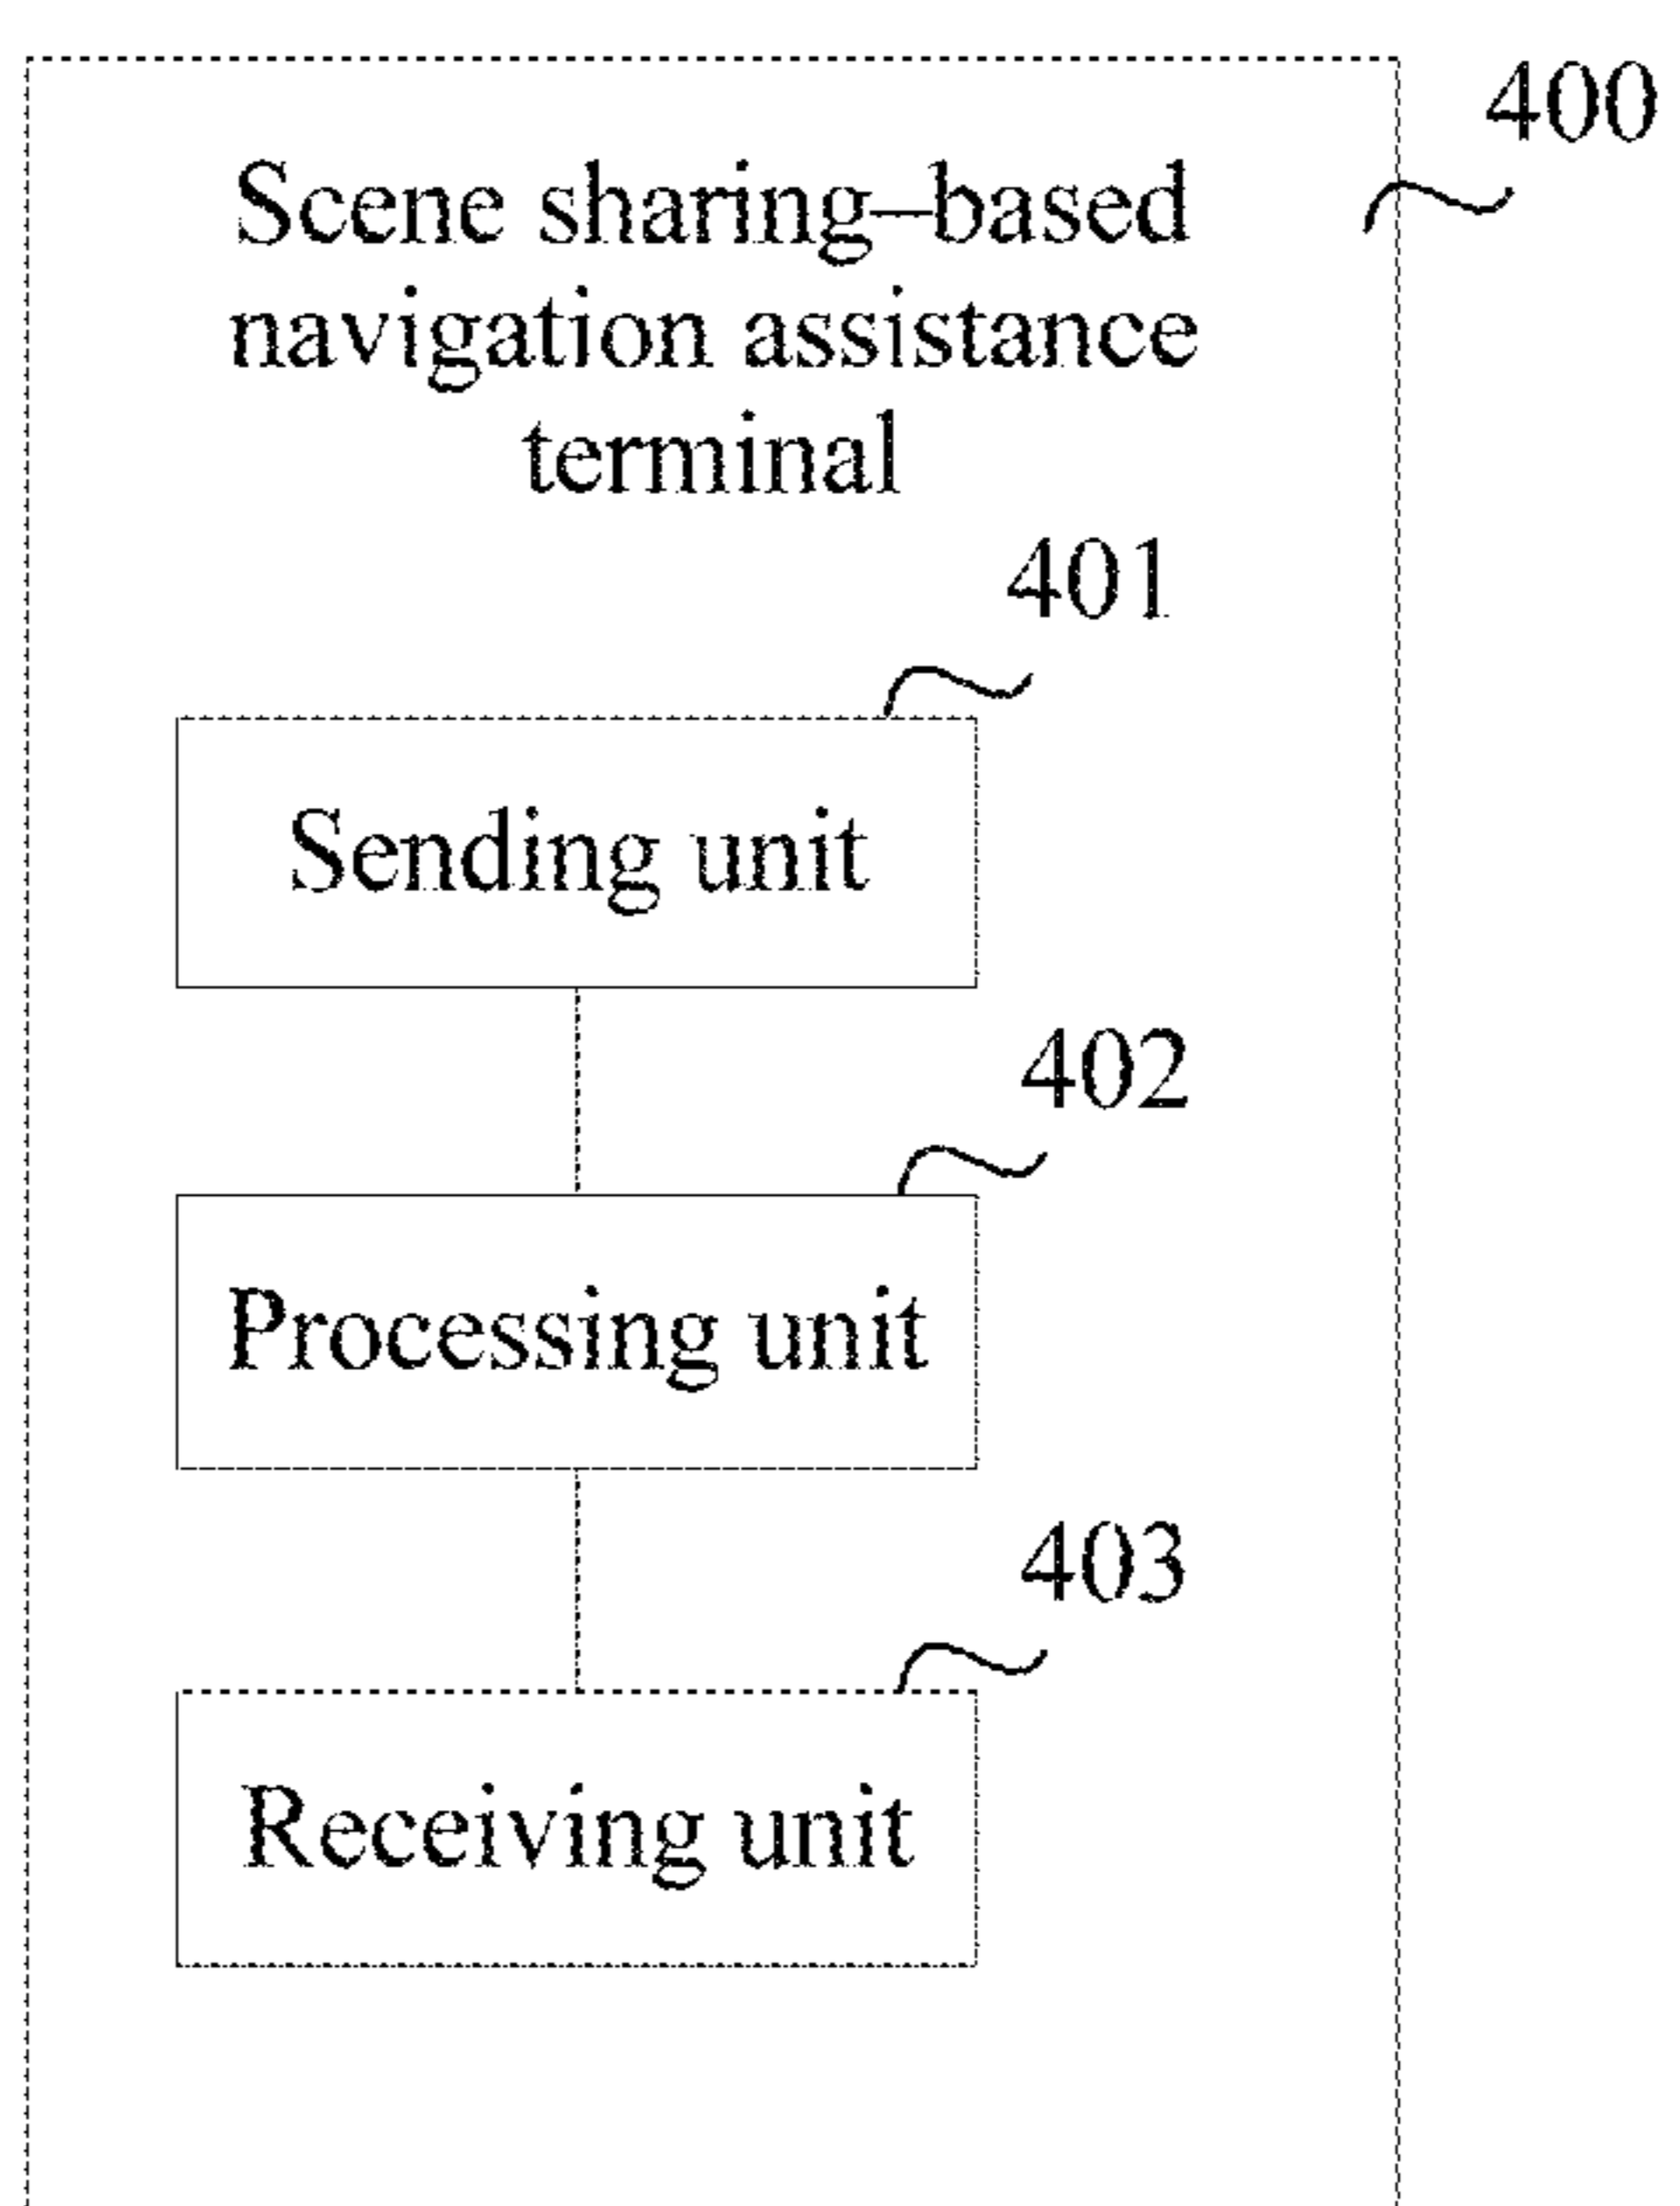 400
Scene sharing–based
navigation assistance
terminal
401
Sending unit
402
Processing unit
403
Receiving unit